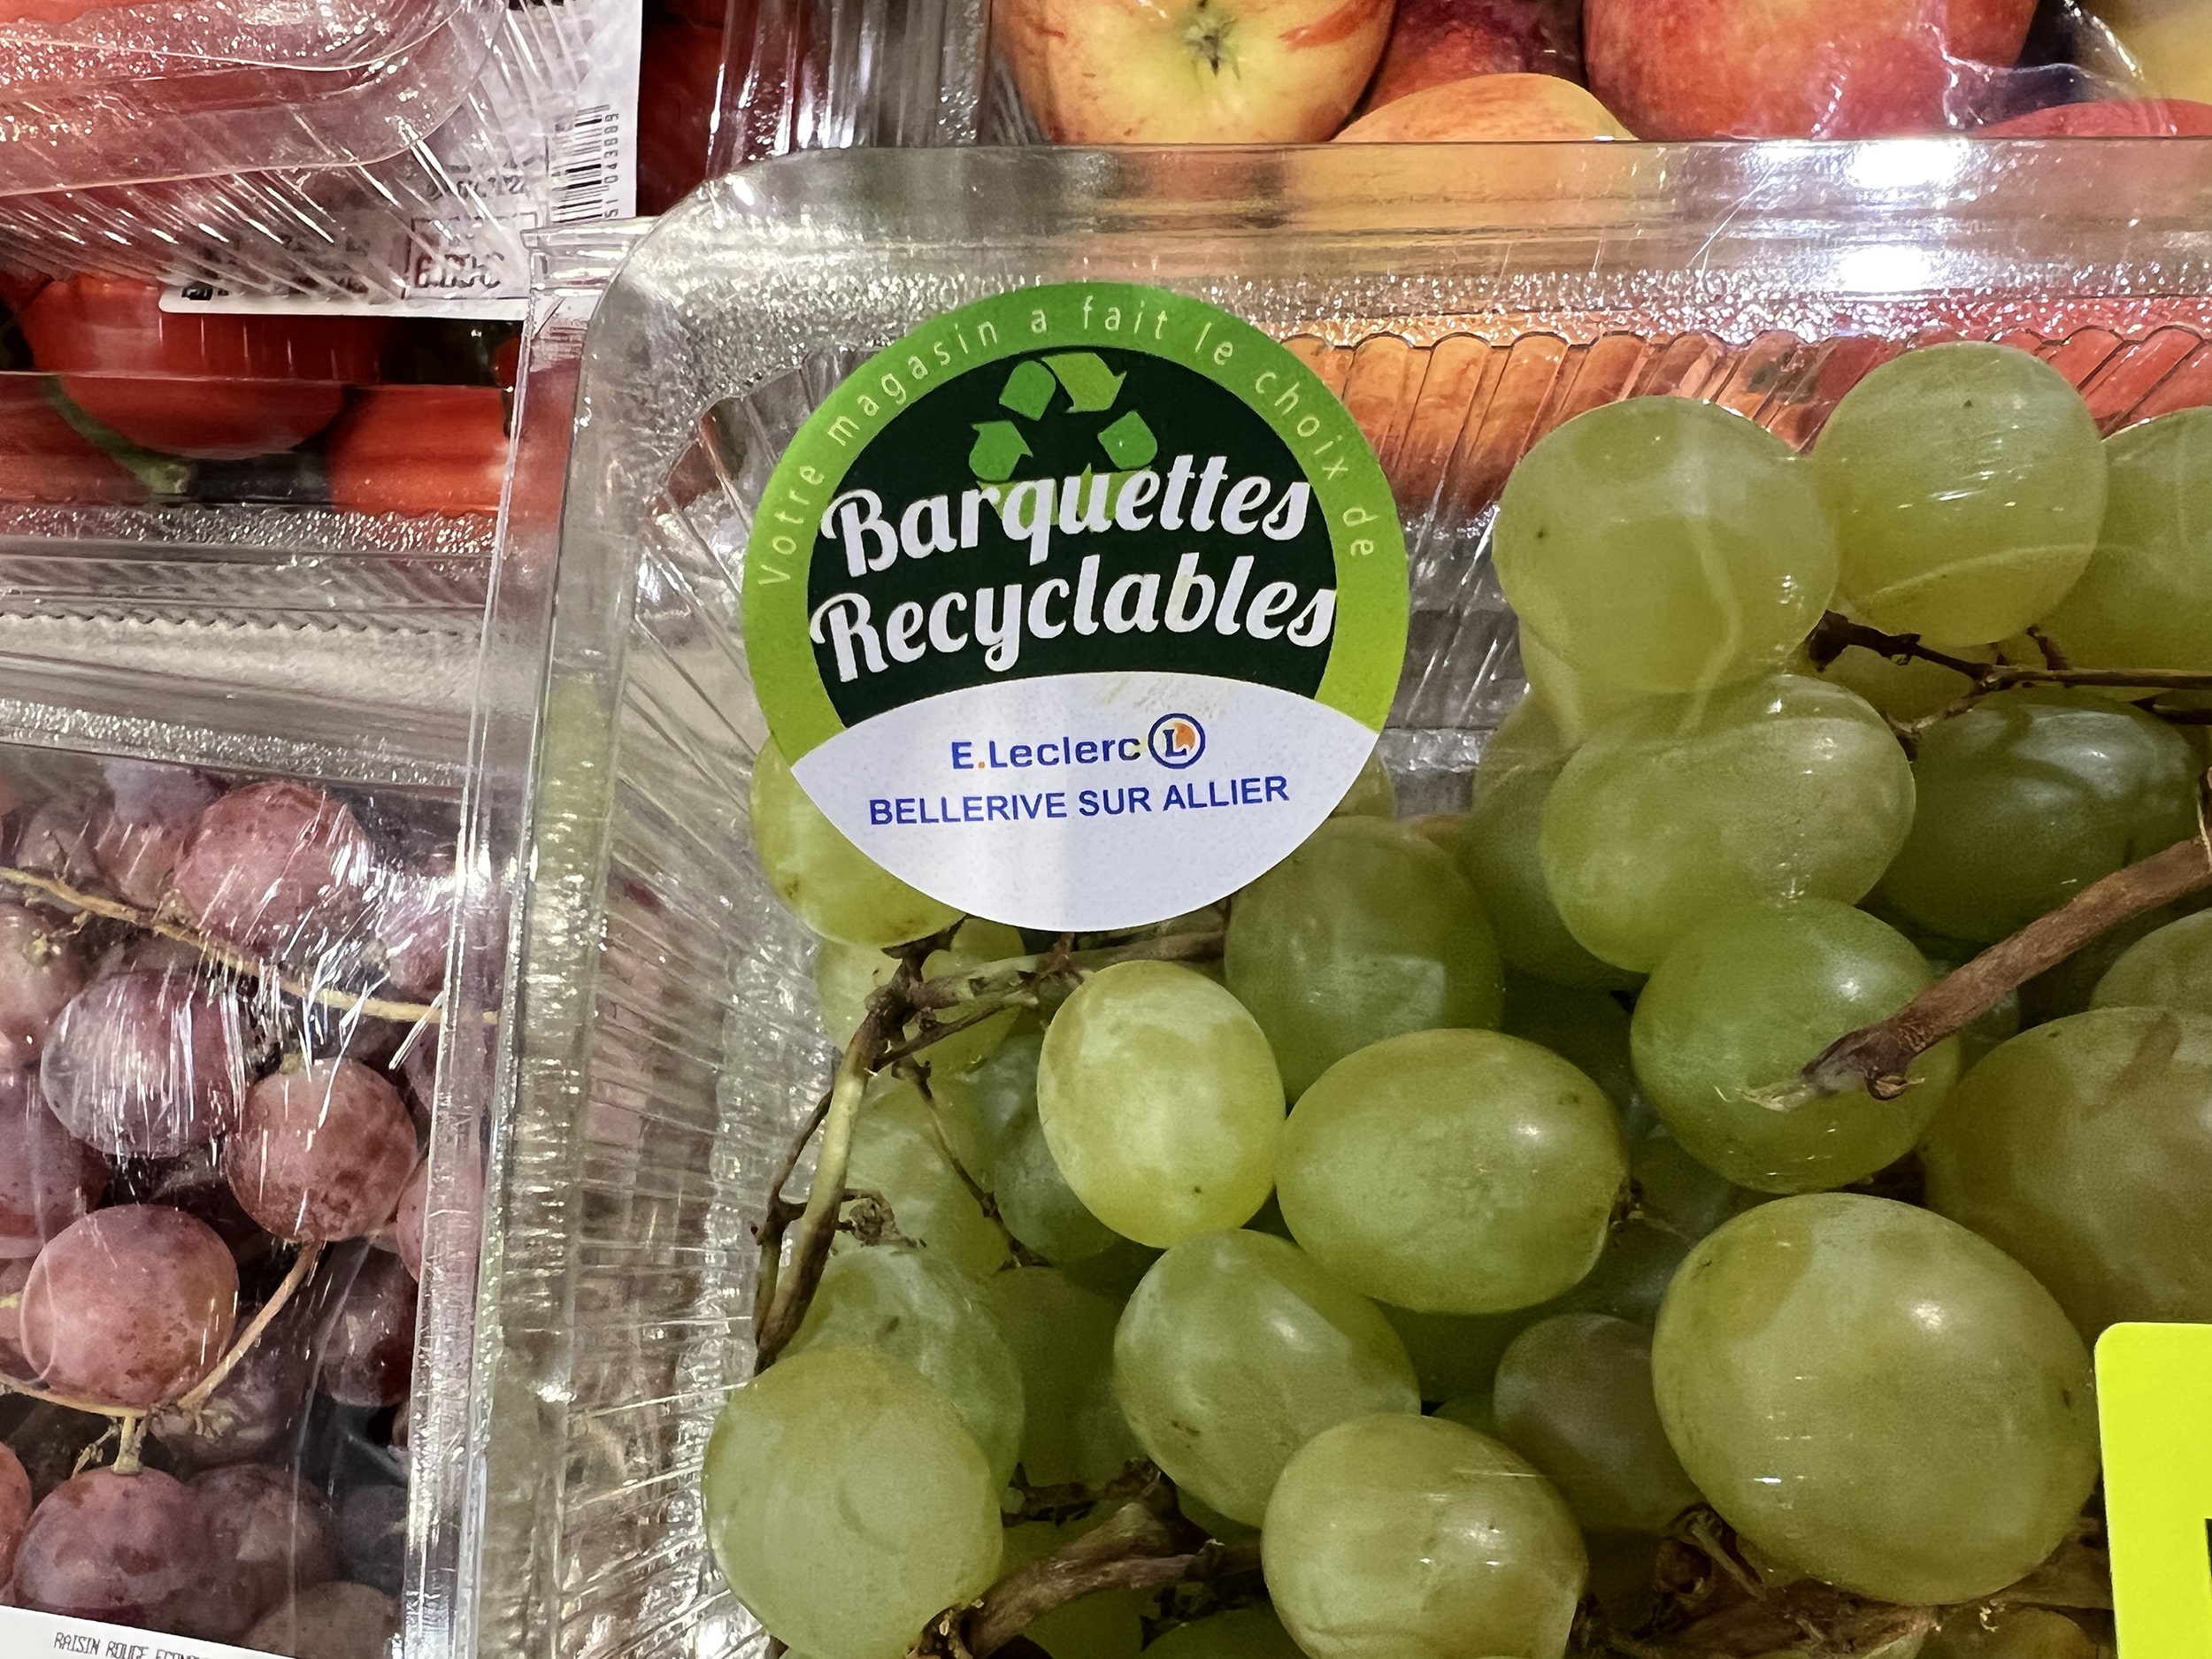 Votre magasin a fait le choix de
Barquettes
Recyclables
E.Leclerc L
BELLERIVE SUR ALLIER
RAISIN ROUGE